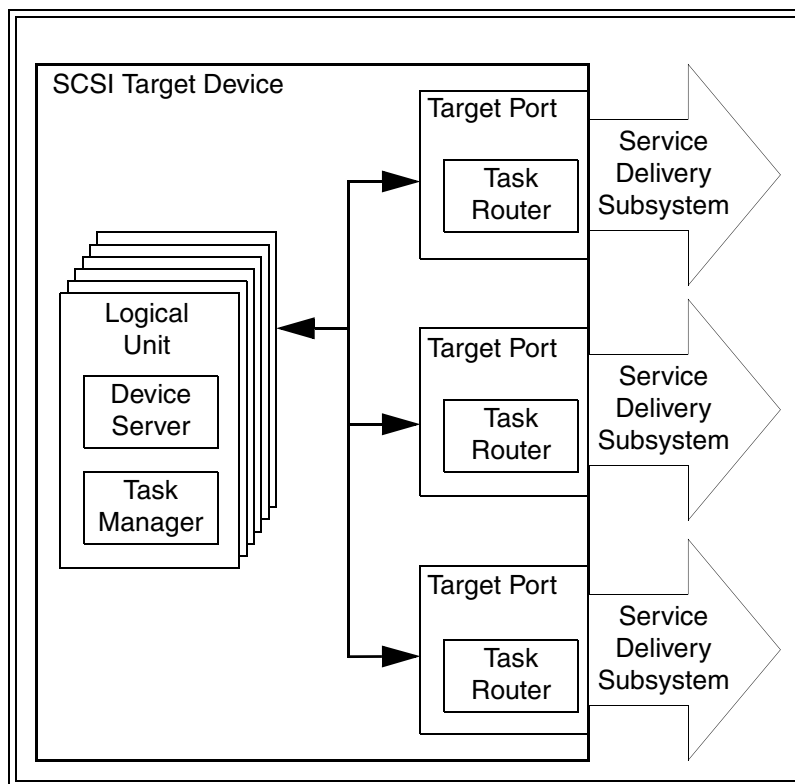 SCSI Target Device
Target Port
Task
Router
Service
Delivery
Subsystem
Logical
Unit
Device
Server
Task
Manager
Target Port
Task
Router
Service
Delivery
Subsystem
Target Port
Task
Router
Service
Delivery
Subsystem